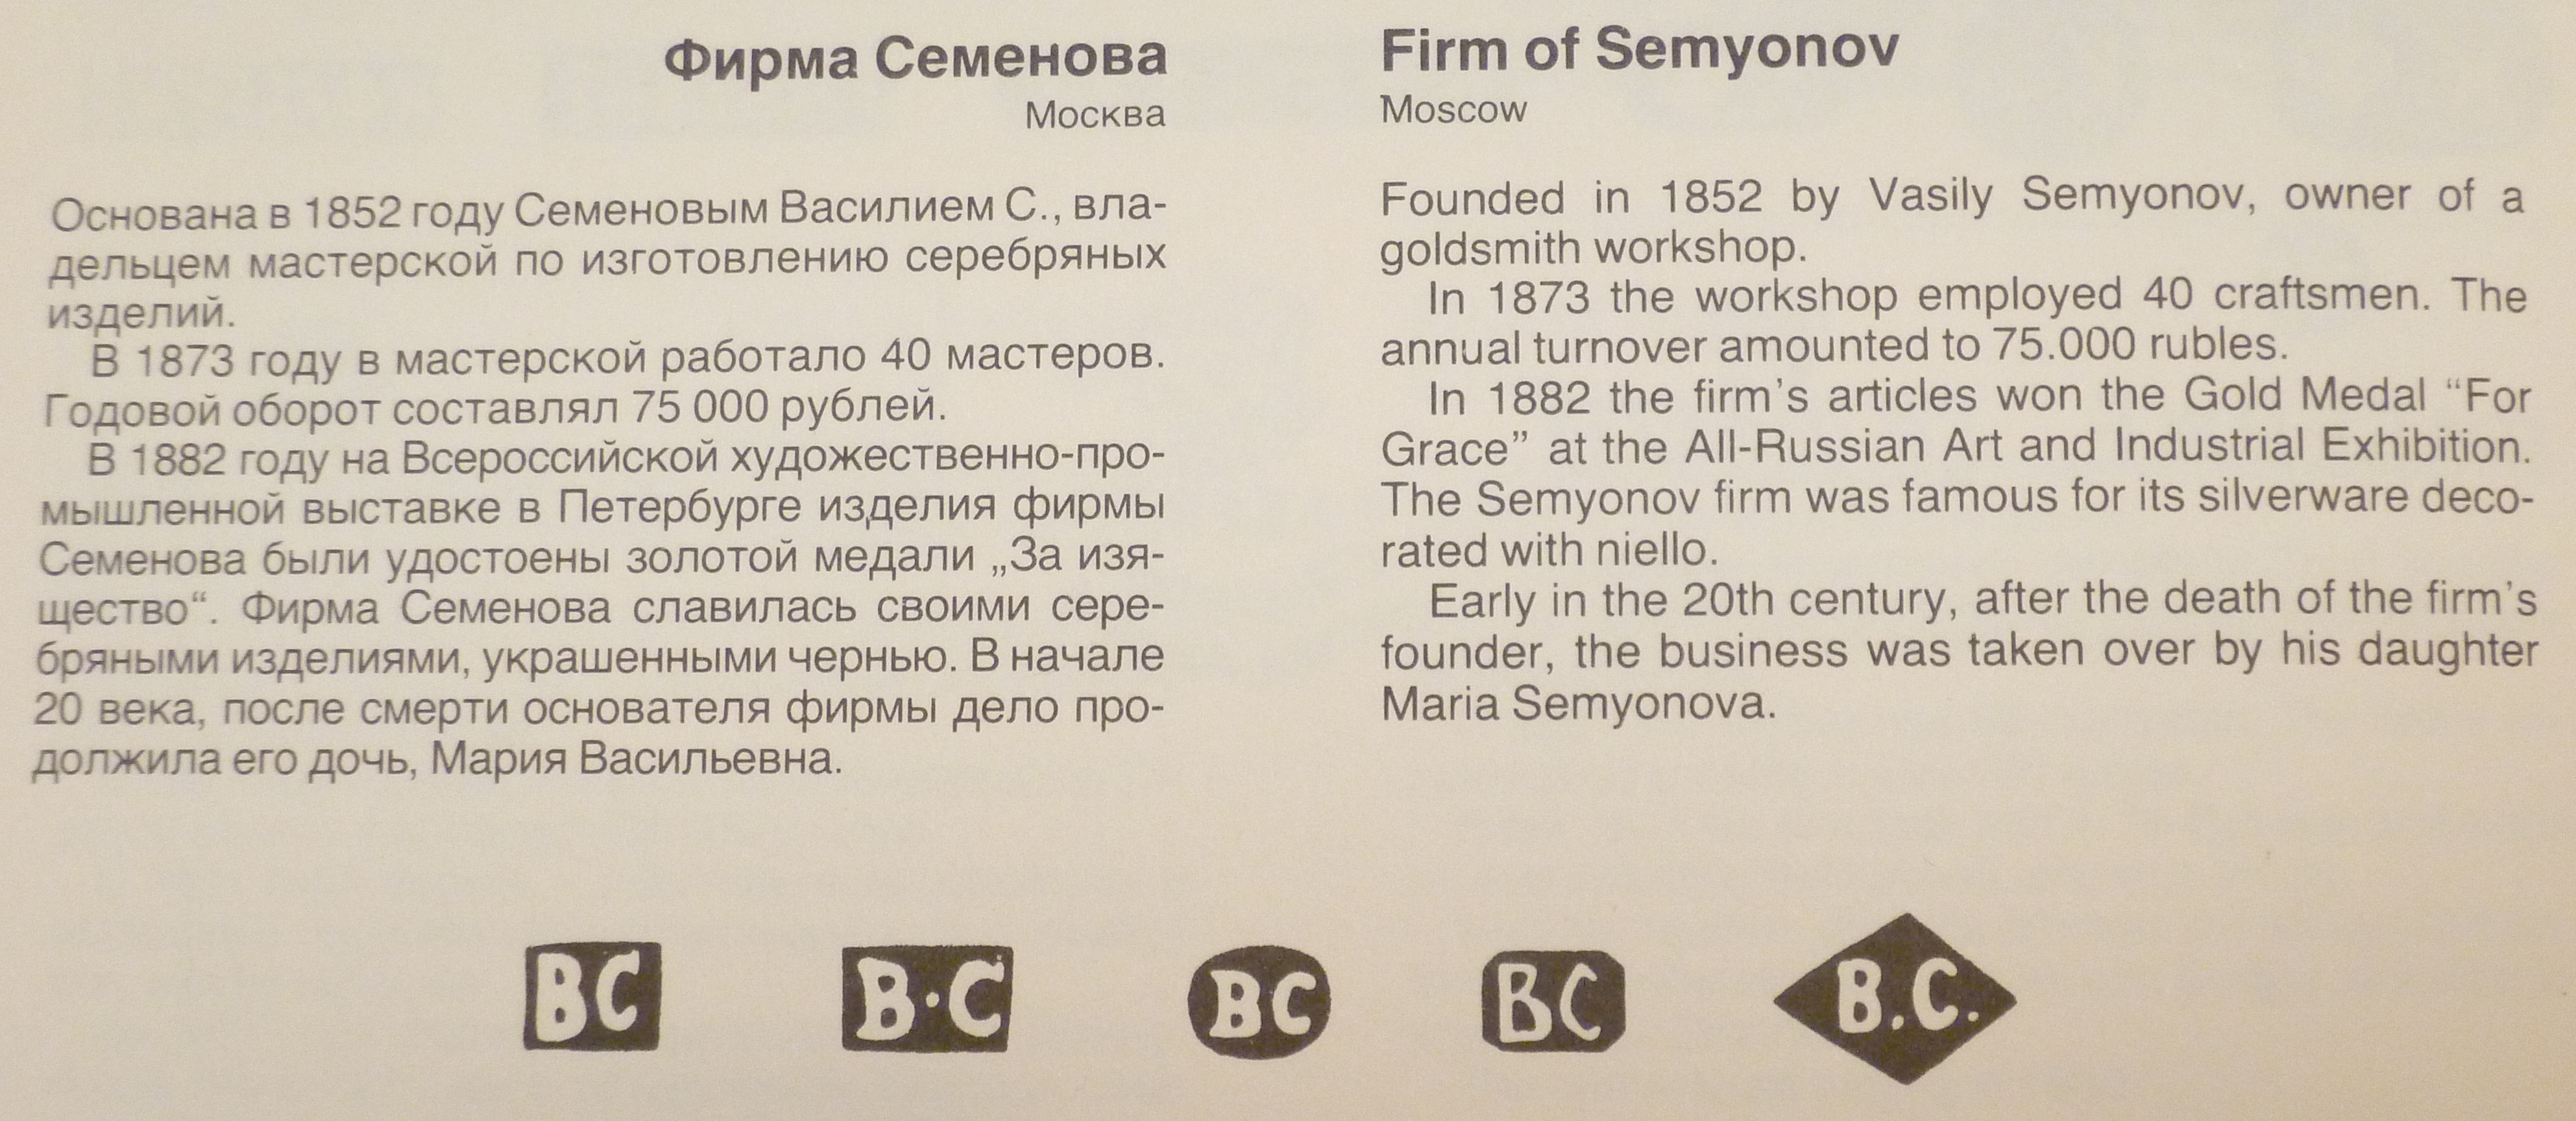 Фирма Семенова
Москва
Основана в 1852 году Семеновым Василием С., вла-
дельцем мастерской по изготовлению серебряных
изделий.
В 1873 году в мастерской работало 40 мастеров.
Годовой оборот составлял 75 000 рублей.
В 1882 году на Всероссийской художественно-про-
мышленной выставке в Петербурге изделия фирмы
Семенова были удостоены золотой медали „За изя-
щество“. Фирма Семенова славилась своими сере-
бряными изделиями, украшенными чернью. В начале
20 века, после смерти основателя фирмы дело про-
должила его дочь, Мария Васильевна.
Firm of Semyonov
Moscow
Founded in 1852 by Vasily Semyonov, owner of a
goldsmith workshop.
In 1873 the workshop employed 40 craftsmen. The
annual turnover amounted to 75.000 rubles.
In 1882 the firm's articles won the Gold Medal “For
Grace” at the All-Russian Art and Industrial Exhibition.
The Semyonov firm was famous for its silverware deco-
rated with niello.
Early in the 20th century, after the death of the firm's
founder, the business was taken over by his daughter
Maria Semyonova.
ВС В·С ВС ВС В.С.